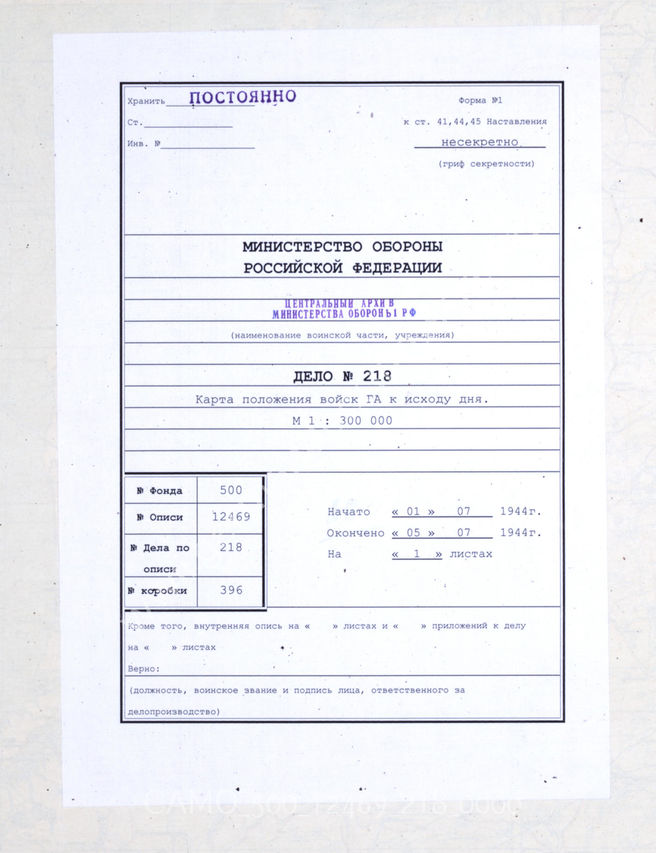 Хранить ПОСТОЯННО
Форма №1
Ст.
к ст. 41,44,45 Наставления
Инв. №
несекретно
(гриф секретности)
МИНИСТЕРСТВО ОБОРОНЫ
РОССИЙСКОЙ ФЕДЕРАЦИИ
ЦЕНТРАЛЬНЫЙ АРХИВ
МИНИСТЕРСТВА ОБОРОНЫ РФ
(наименование воинской части, учреждения)
ДЕЛО № 218
Карта положения войск ГА к исходу дня.
М 1 : 300 000
№ Фонда 500
№ Описи 12469
№ Дела по 218
описи
№ коробки 396
Начато « 01 » 07 1944г.
Окончено « 05 » 07 1944г.
На « 1 » листах
Кроме того, внутренняя опись на « » листах и « » приложений к делу
на « » листах
Верно:
(должность, воинское звание и подпись лица, ответственного за
делопроизводство)
CAMO_500_12469_218_0000